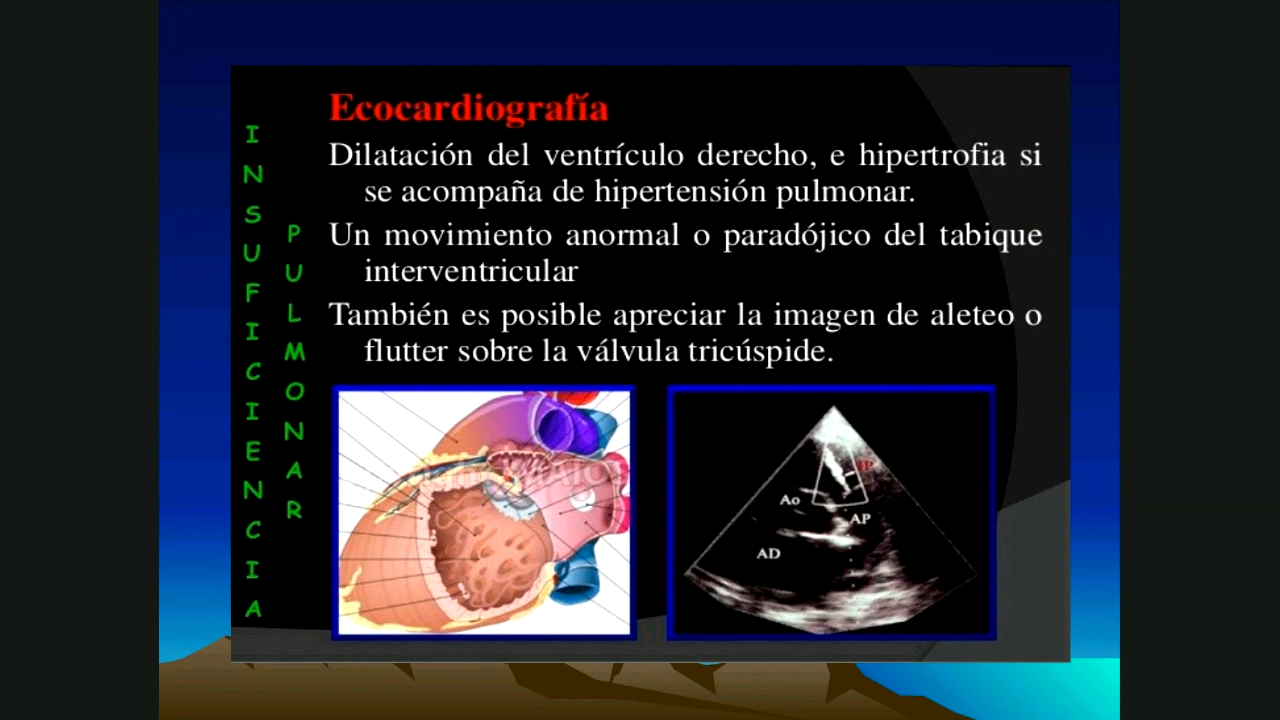 INSUFICIENCIA
PULMONAR
Ecocardiografía
Dilatación del ventrículo derecho, e hipertrofia si
se acompaña de hipertensión pulmonar.
Un movimiento anormal o paradójico del tabique
interventricular
También es posible apreciar la imagen de aleteo o
flutter sobre la válvula tricúspide.
IP
Ao
AP
AD